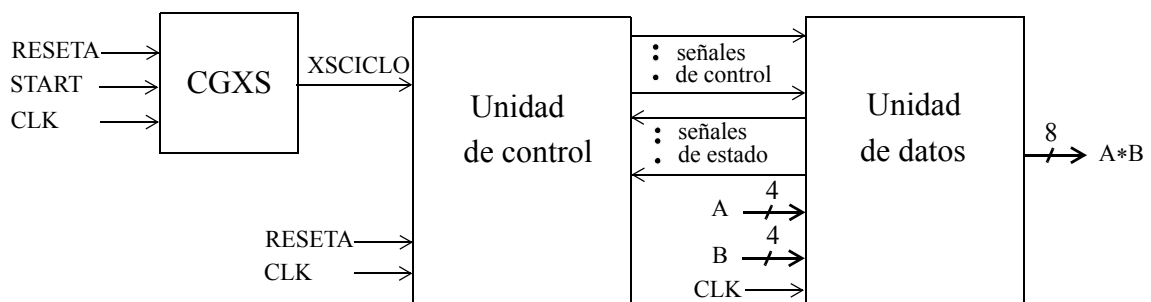 RESETA
START
CLK
CGXS
XSCICLO
Unidad
de control
RESETA
CLK
señales
de control
señales
de estado
4
A
4
B
CLK
Unidad
de datos
8
A*B